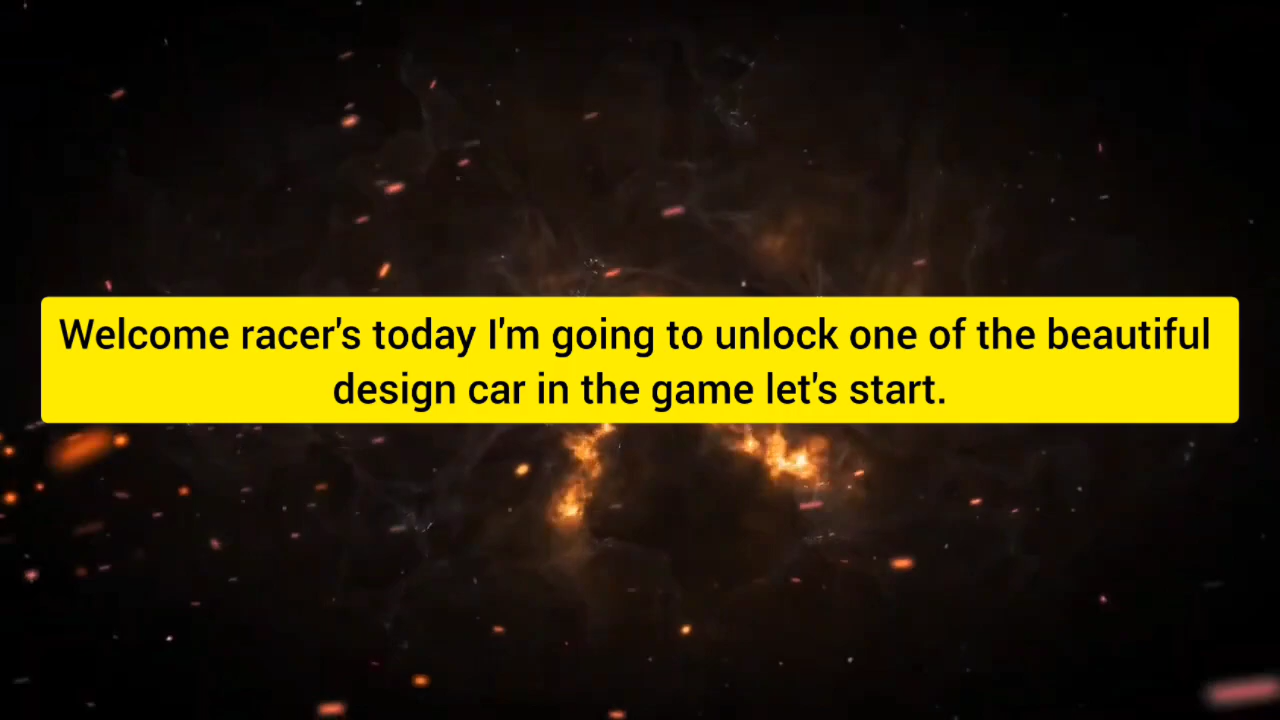 Welcome racer's today I'm going to unlock one of the beautiful
design car in the game let's start.